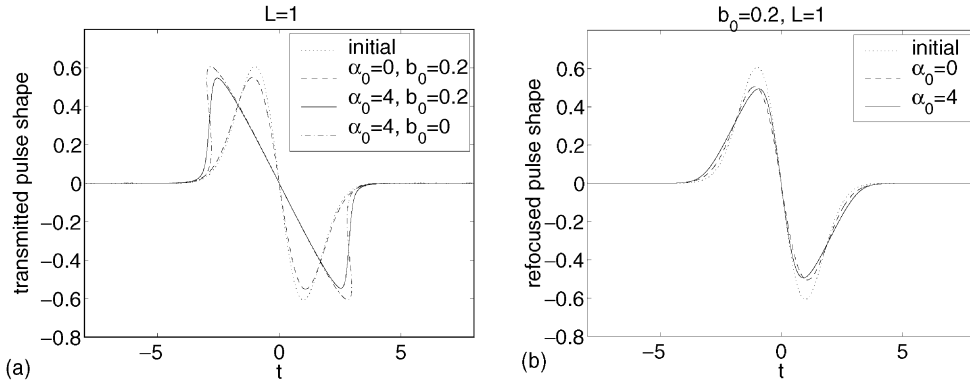 L=1
transmitted pulse shape
0.6
0.4
0.2
0
−0.2
−0.4
−0.6
−0.8
initial
α₀=0, b₀=0.2
α₀=4, b₀=0.2
α₀=4, b₀=0
−5
0
5
t
(a)
b₀=0.2, L=1
refocused pulse shape
0.6
0.4
0.2
0
−0.2
−0.4
−0.6
−0.8
initial
α₀=0
α₀=4
−5
0
5
t
(b)